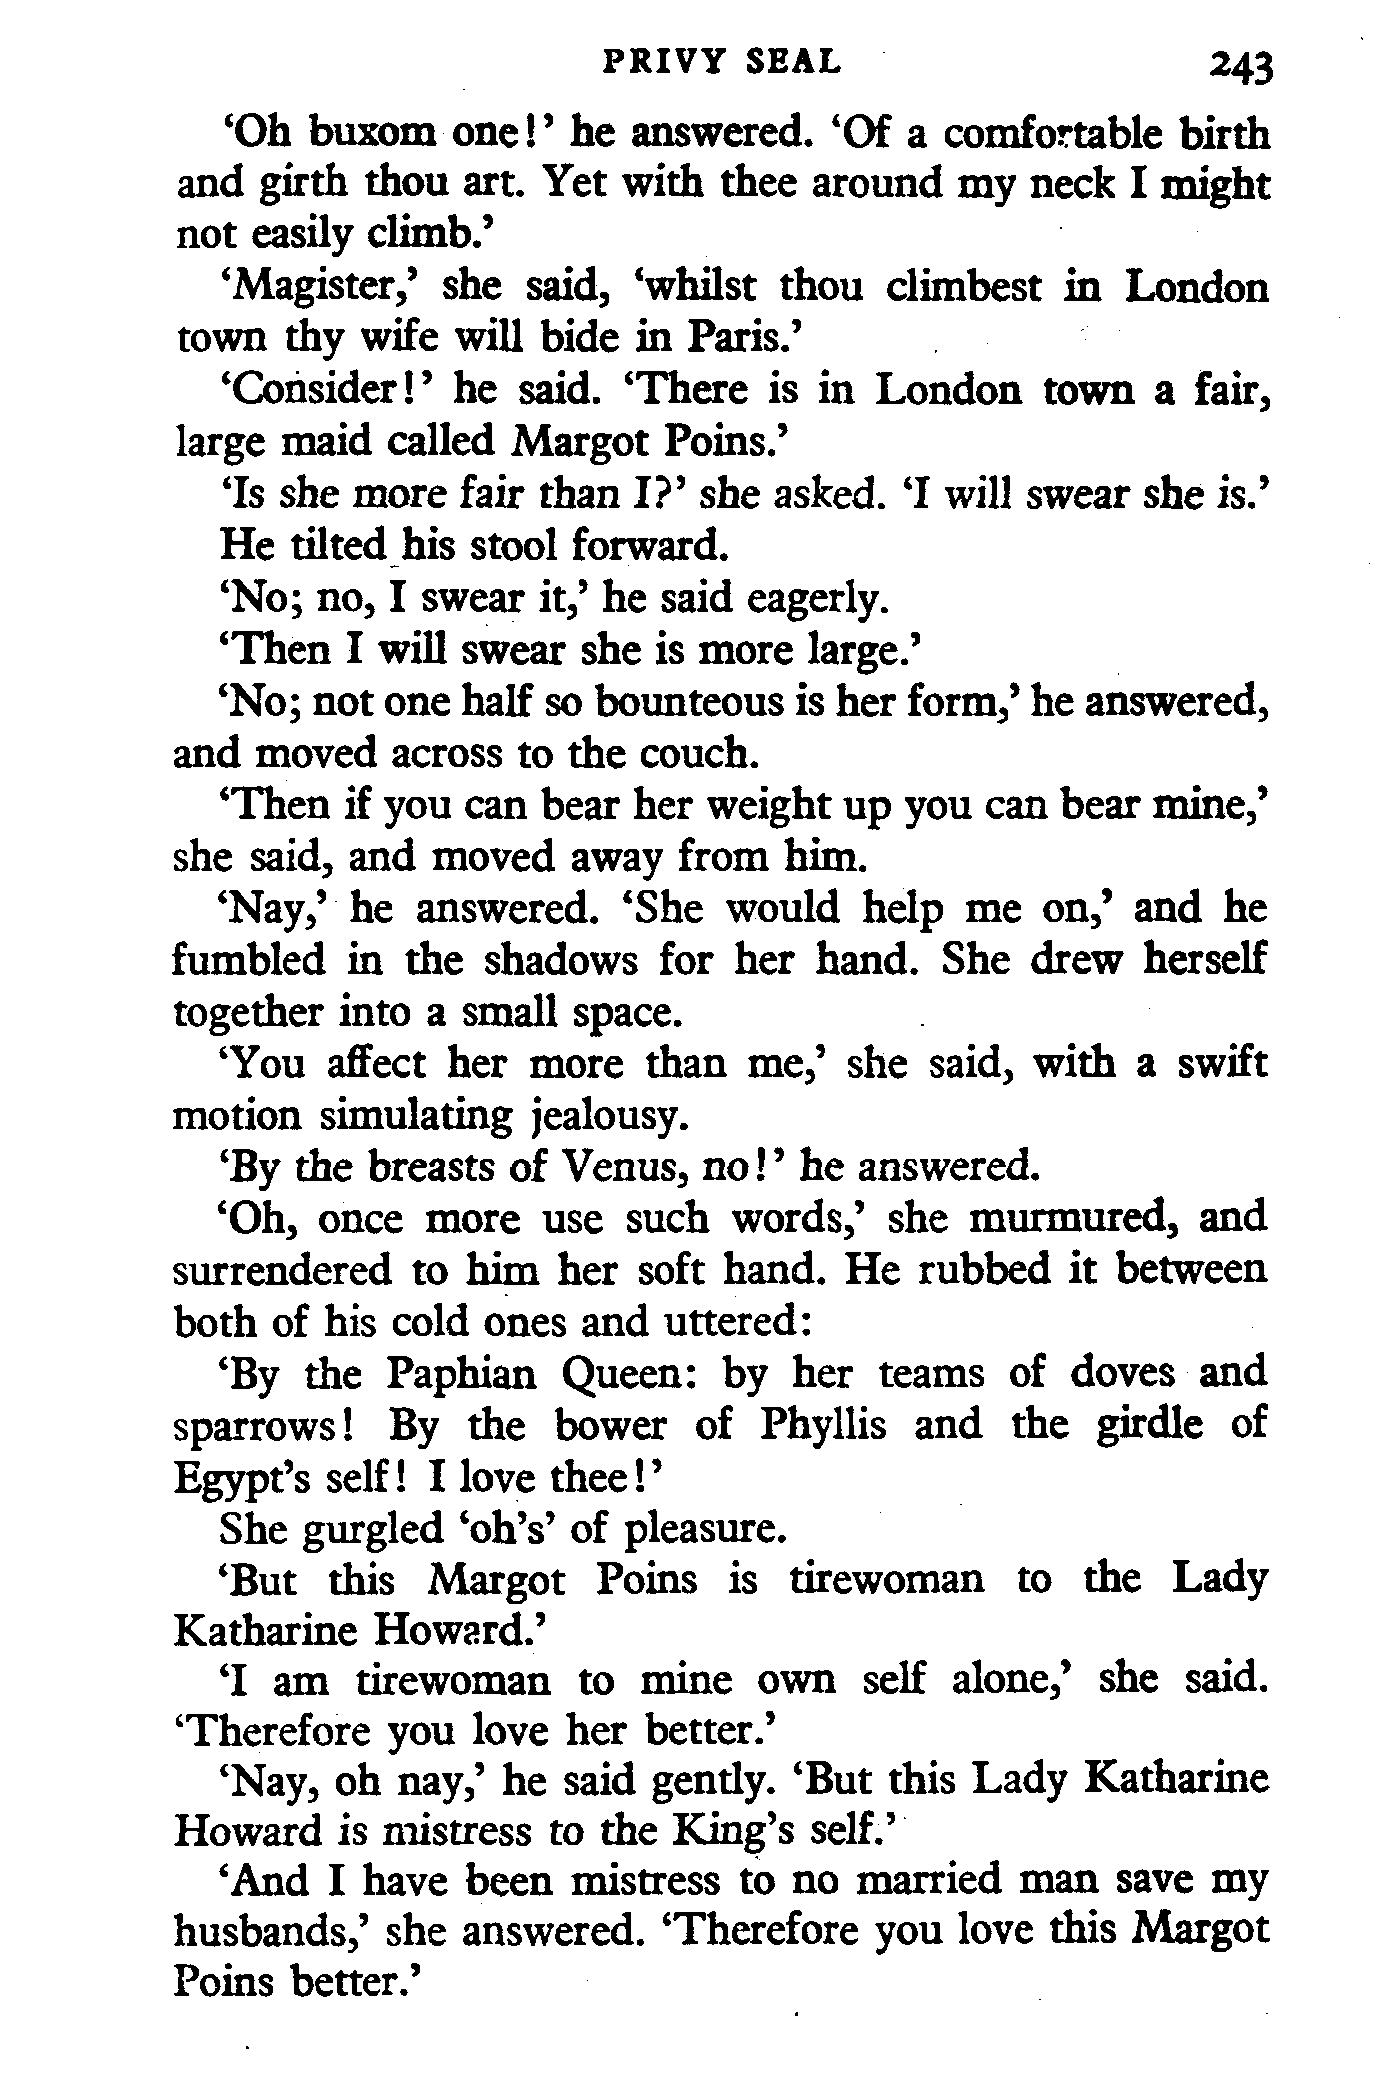 PRIVY SEAL 243
‘Oh buxom one!’ he answered. ‘Of a comfortable birth
and girth thou art. Yet with thee around my neck I might
not easily climb.’
‘Magister,’ she said, ‘whilst thou climbest in London
town thy wife will bide in Paris.’
‘Consider!’ he said. ‘There is in London town a fair,
large maid called Margot Poins.’
‘Is she more fair than I?’ she asked. ‘I will swear she is.’
He tilted his stool forward.
‘No; no, I swear it,’ he said eagerly.
‘Then I will swear she is more large.’
‘No; not one half so bounteous is her form,’ he answered,
and moved across to the couch.
‘Then if you can bear her weight up you can bear mine,’
she said, and moved away from him.
‘Nay,’ he answered. ‘She would help me on,’ and he
fumbled in the shadows for her hand. She drew herself
together into a small space.
‘You affect her more than me,’ she said, with a swift
motion simulating jealousy.
‘By the breasts of Venus, no!’ he answered.
‘Oh, once more use such words,’ she murmured, and
surrendered to him her soft hand. He rubbed it between
both of his cold ones and uttered:
‘By the Paphian Queen: by her teams of doves and
sparrows! By the bower of Phyllis and the girdle of
Egypt’s self! I love thee!’
She gurgled ‘oh’s’ of pleasure.
‘But this Margot Poins is tirewoman to the Lady
Katharine Howard.’
‘I am tirewoman to mine own self alone,’ she said.
‘Therefore you love her better.’
‘Nay, oh nay,’ he said gently. ‘But this Lady Katharine
Howard is mistress to the King’s self.’
‘And I have been mistress to no married man save my
husbands,’ she answered. ‘Therefore you love this Margot
Poins better.’